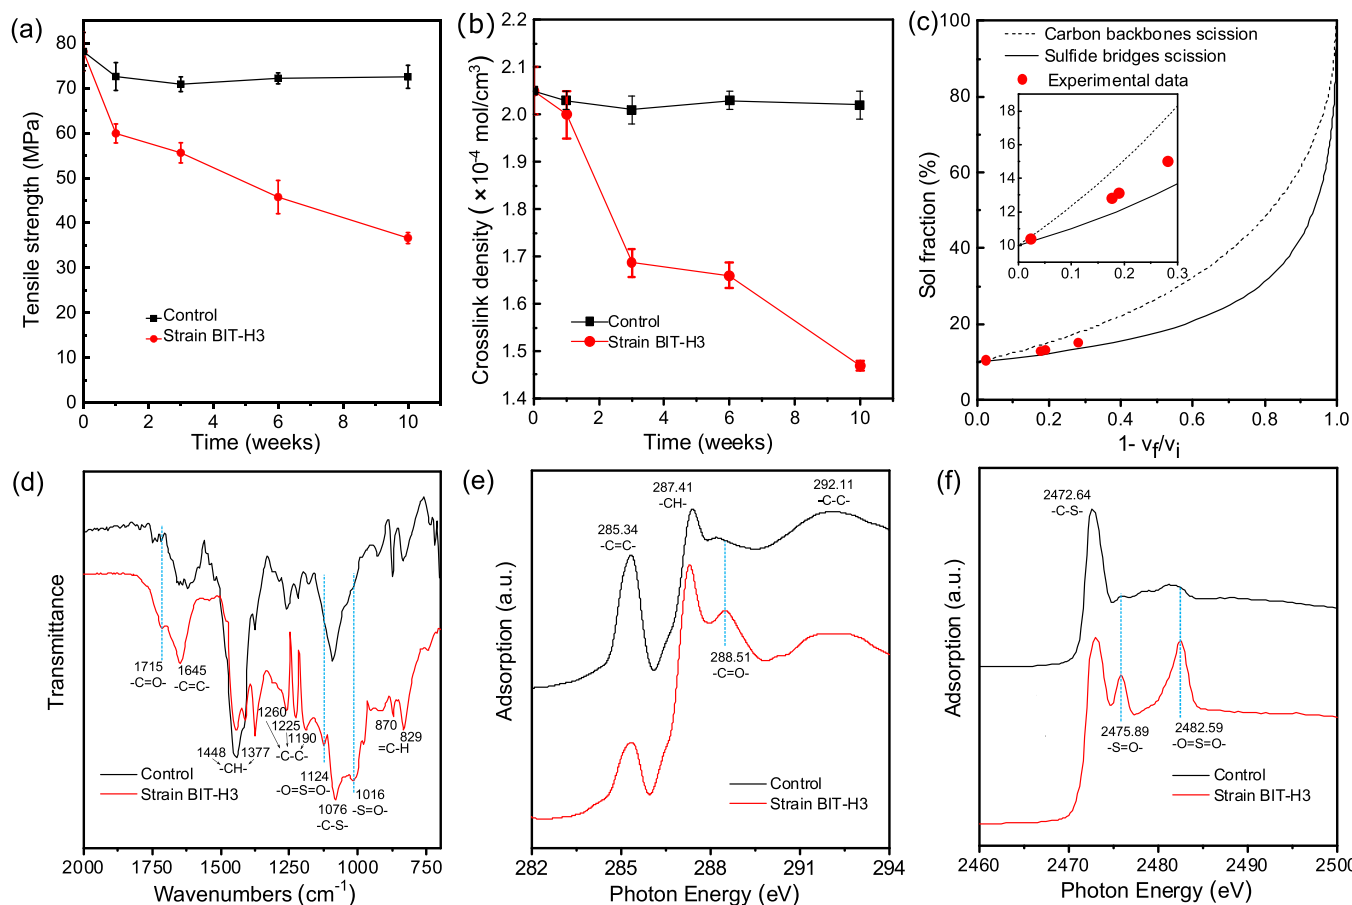 (a)
80
70
60
50
40
30
20
10
0
Tensile strength (MPa)
Control
Strain BIT-H3
0 2 4 6 8 10
Time (weeks)
(b)
2.2
2.1
2.0
1.9
1.8
1.7
1.6
1.5
1.4
Crosslink density ( ×10⁻⁴ mol/cm³)
Control
Strain BIT-H3
0 2 4 6 8 10
Time (weeks)
(c)
100
80
60
40
20
0
Sol fraction (%)
Carbon backbones scission
Sulfide bridges scission
Experimental data
18
16
14
12
10
0.0 0.1 0.2 0.3
0.0 0.2 0.4 0.6 0.8 1.0
1- vf/vi
(d)
Transmittance
1715
-C=O-
1645
-C=C-
1448
1377
-CH-
1260
1225
1190
-C-C-
1124
-O=S=O-
1076
-C-S-
1016
-S=O-
870
829
=C-H
Control
Strain BIT-H3
2000 1750 1500 1250 1000 750
Wavenumbers (cm⁻¹)
(e)
Adsorption (a.u.)
285.34
-C=C-
287.41
-CH-
292.11
-C-C-
288.51
-C=O-
Control
Strain BIT-H3
282 285 288 291 294
Photon Energy (eV)
(f)
Adsorption (a.u.)
2472.64
-C-S-
2475.89
-S=O-
2482.59
-O=S=O-
Control
Strain BIT-H3
2460 2470 2480 2490 2500
Photon Energy (eV)